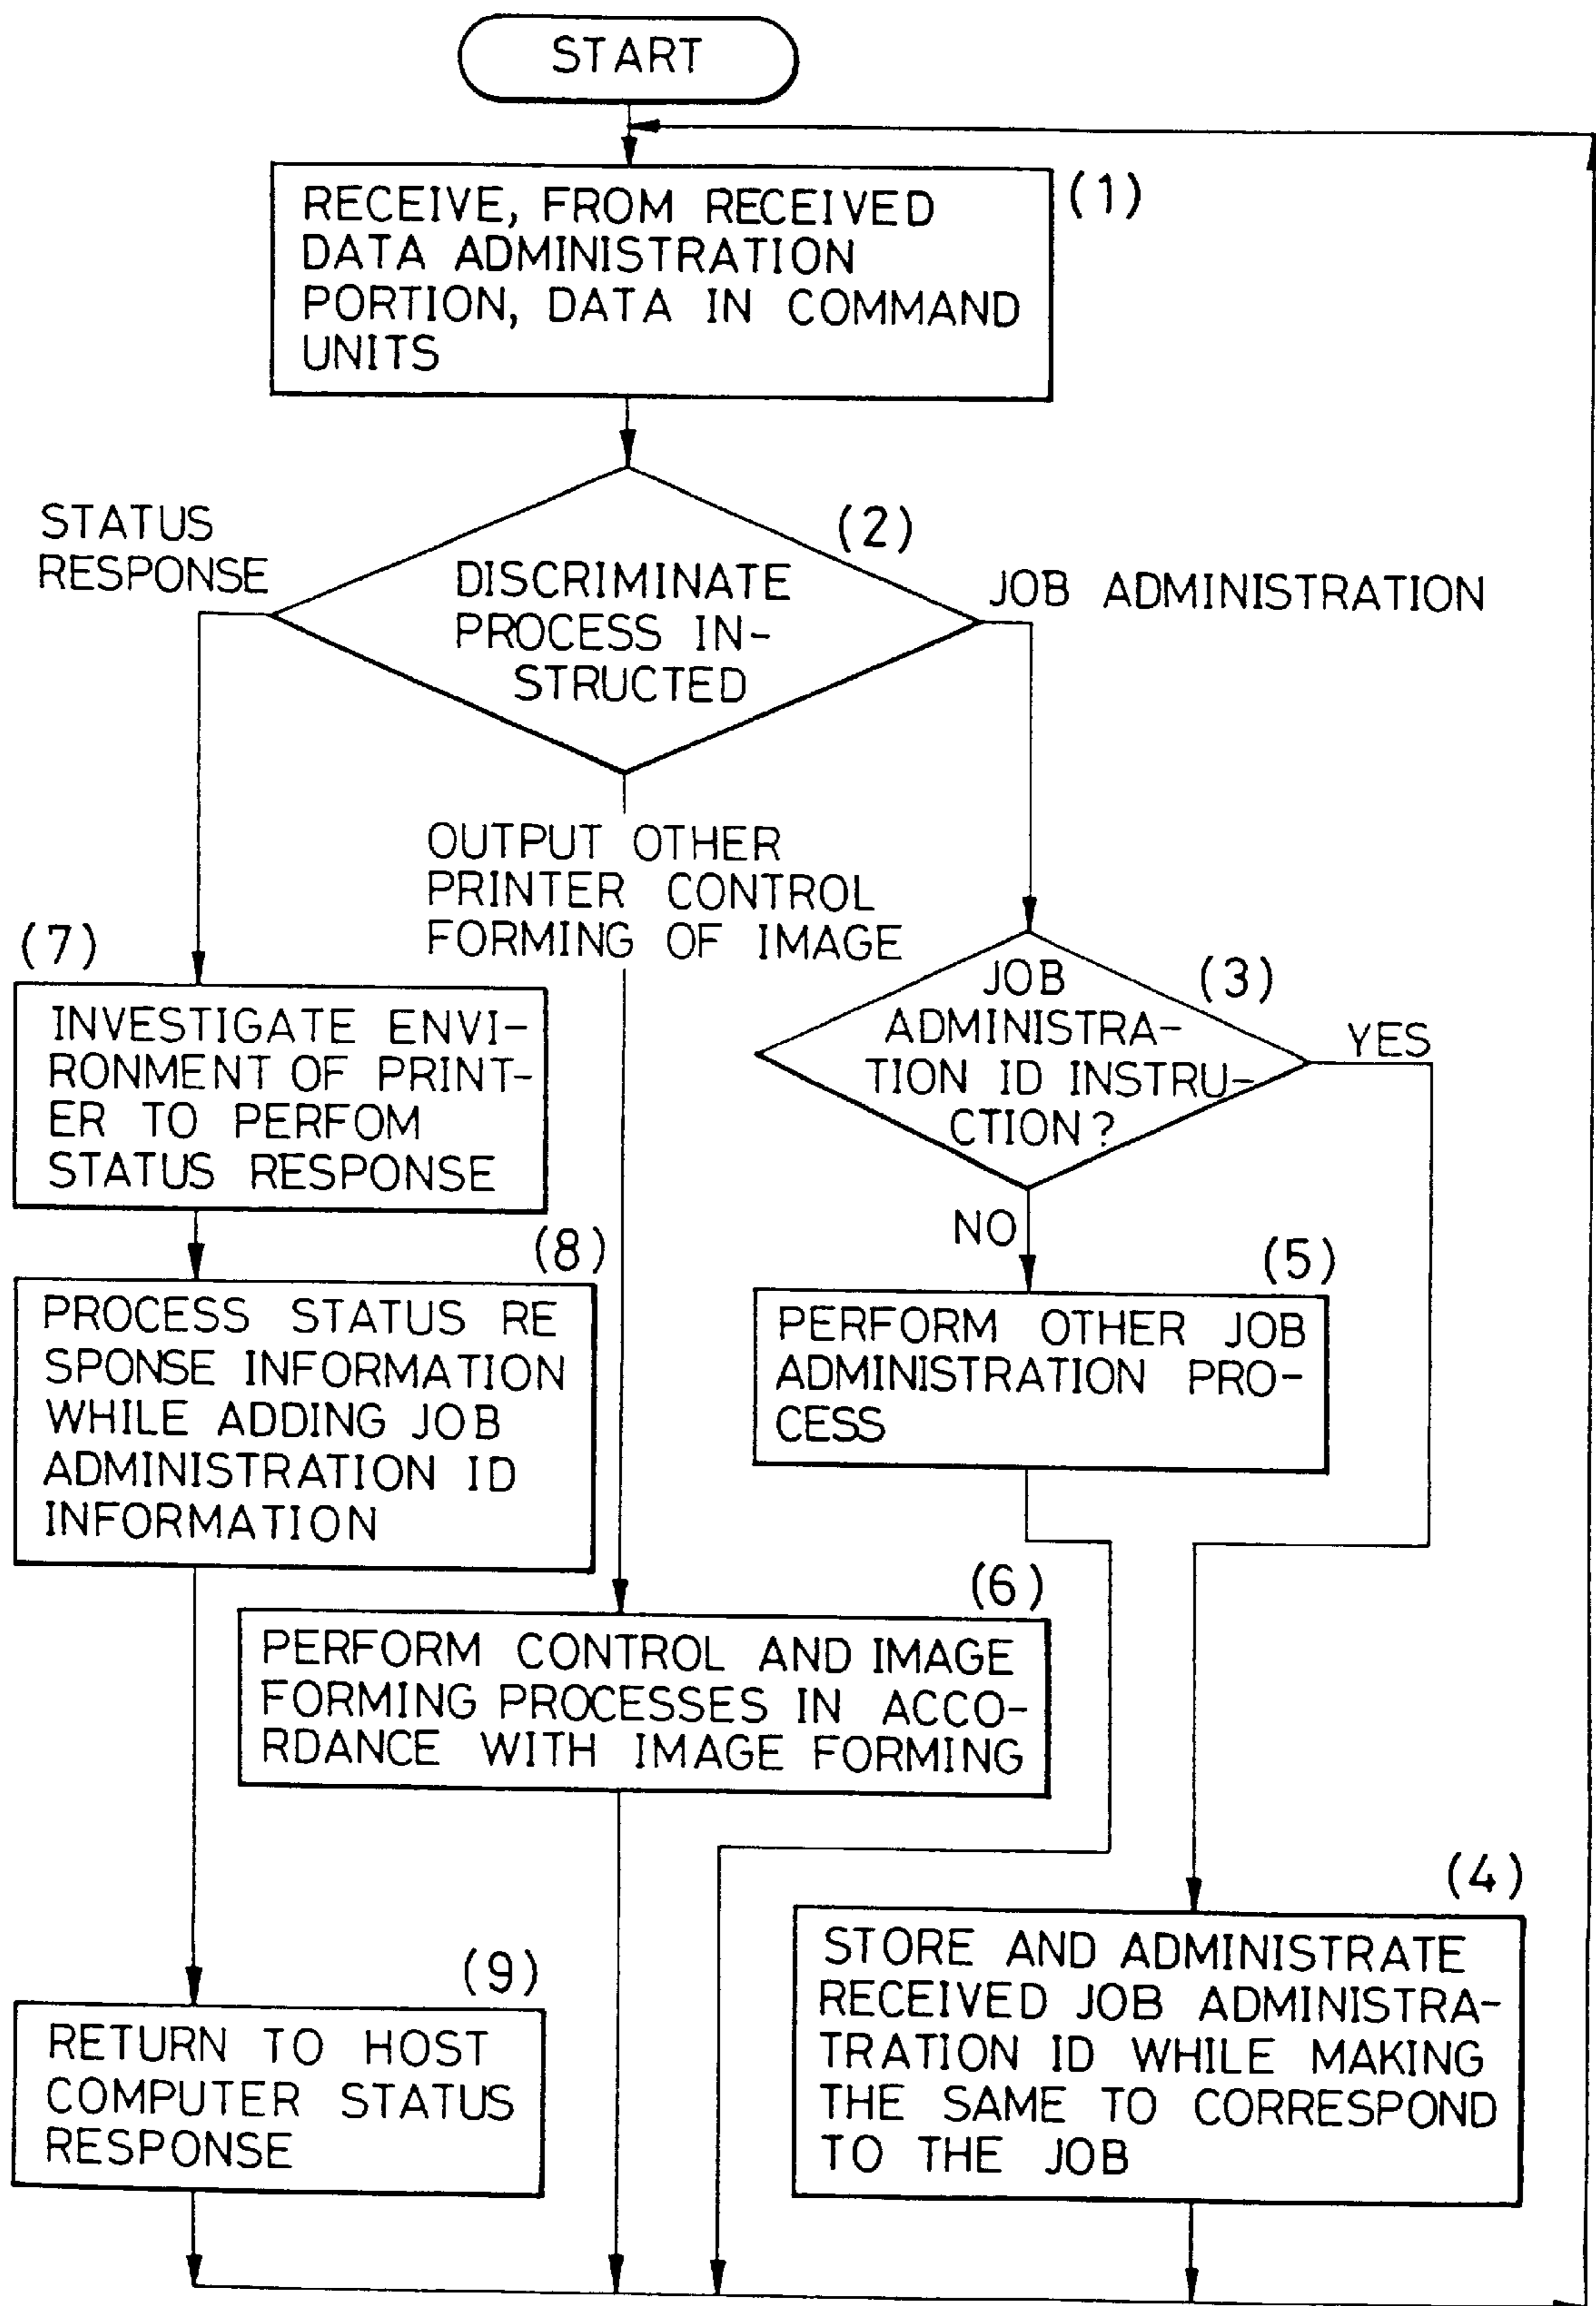 START
(1)
RECEIVE, FROM RECEIVED
DATA ADMINISTRATION
PORTION, DATA IN COMMAND
UNITS
STATUS
RESPONSE
(2)
DISCRIMINATE
PROCESS IN-
STRUCTED
JOB ADMINISTRATION
OUTPUT OTHER
PRINTER CONTROL
FORMING OF IMAGE
(3)
JOB
ADMINISTRA-
TION ID INSTRU-
CTION?
YES
NO
(7)
INVESTIGATE ENVI-
RONMENT OF PRINT-
ER TO PERFOM
STATUS RESPONSE
(8)
PROCESS STATUS RE
SPONSE INFORMATION
WHILE ADDING JOB
ADMINISTRATION ID
INFORMATION
(5)
PERFORM OTHER JOB
ADMINISTRATION PRO-
CESS
(6)
PERFORM CONTROL AND IMAGE
FORMING PROCESSES IN ACCO-
RDANCE WITH IMAGE FORMING
(4)
STORE AND ADMINISTRATE
RECEIVED JOB ADMINISTRA-
TRATION ID WHILE MAKING
THE SAME TO CORRESPOND
TO THE JOB
(9)
RETURN TO HOST
COMPUTER STATUS
RESPONSE